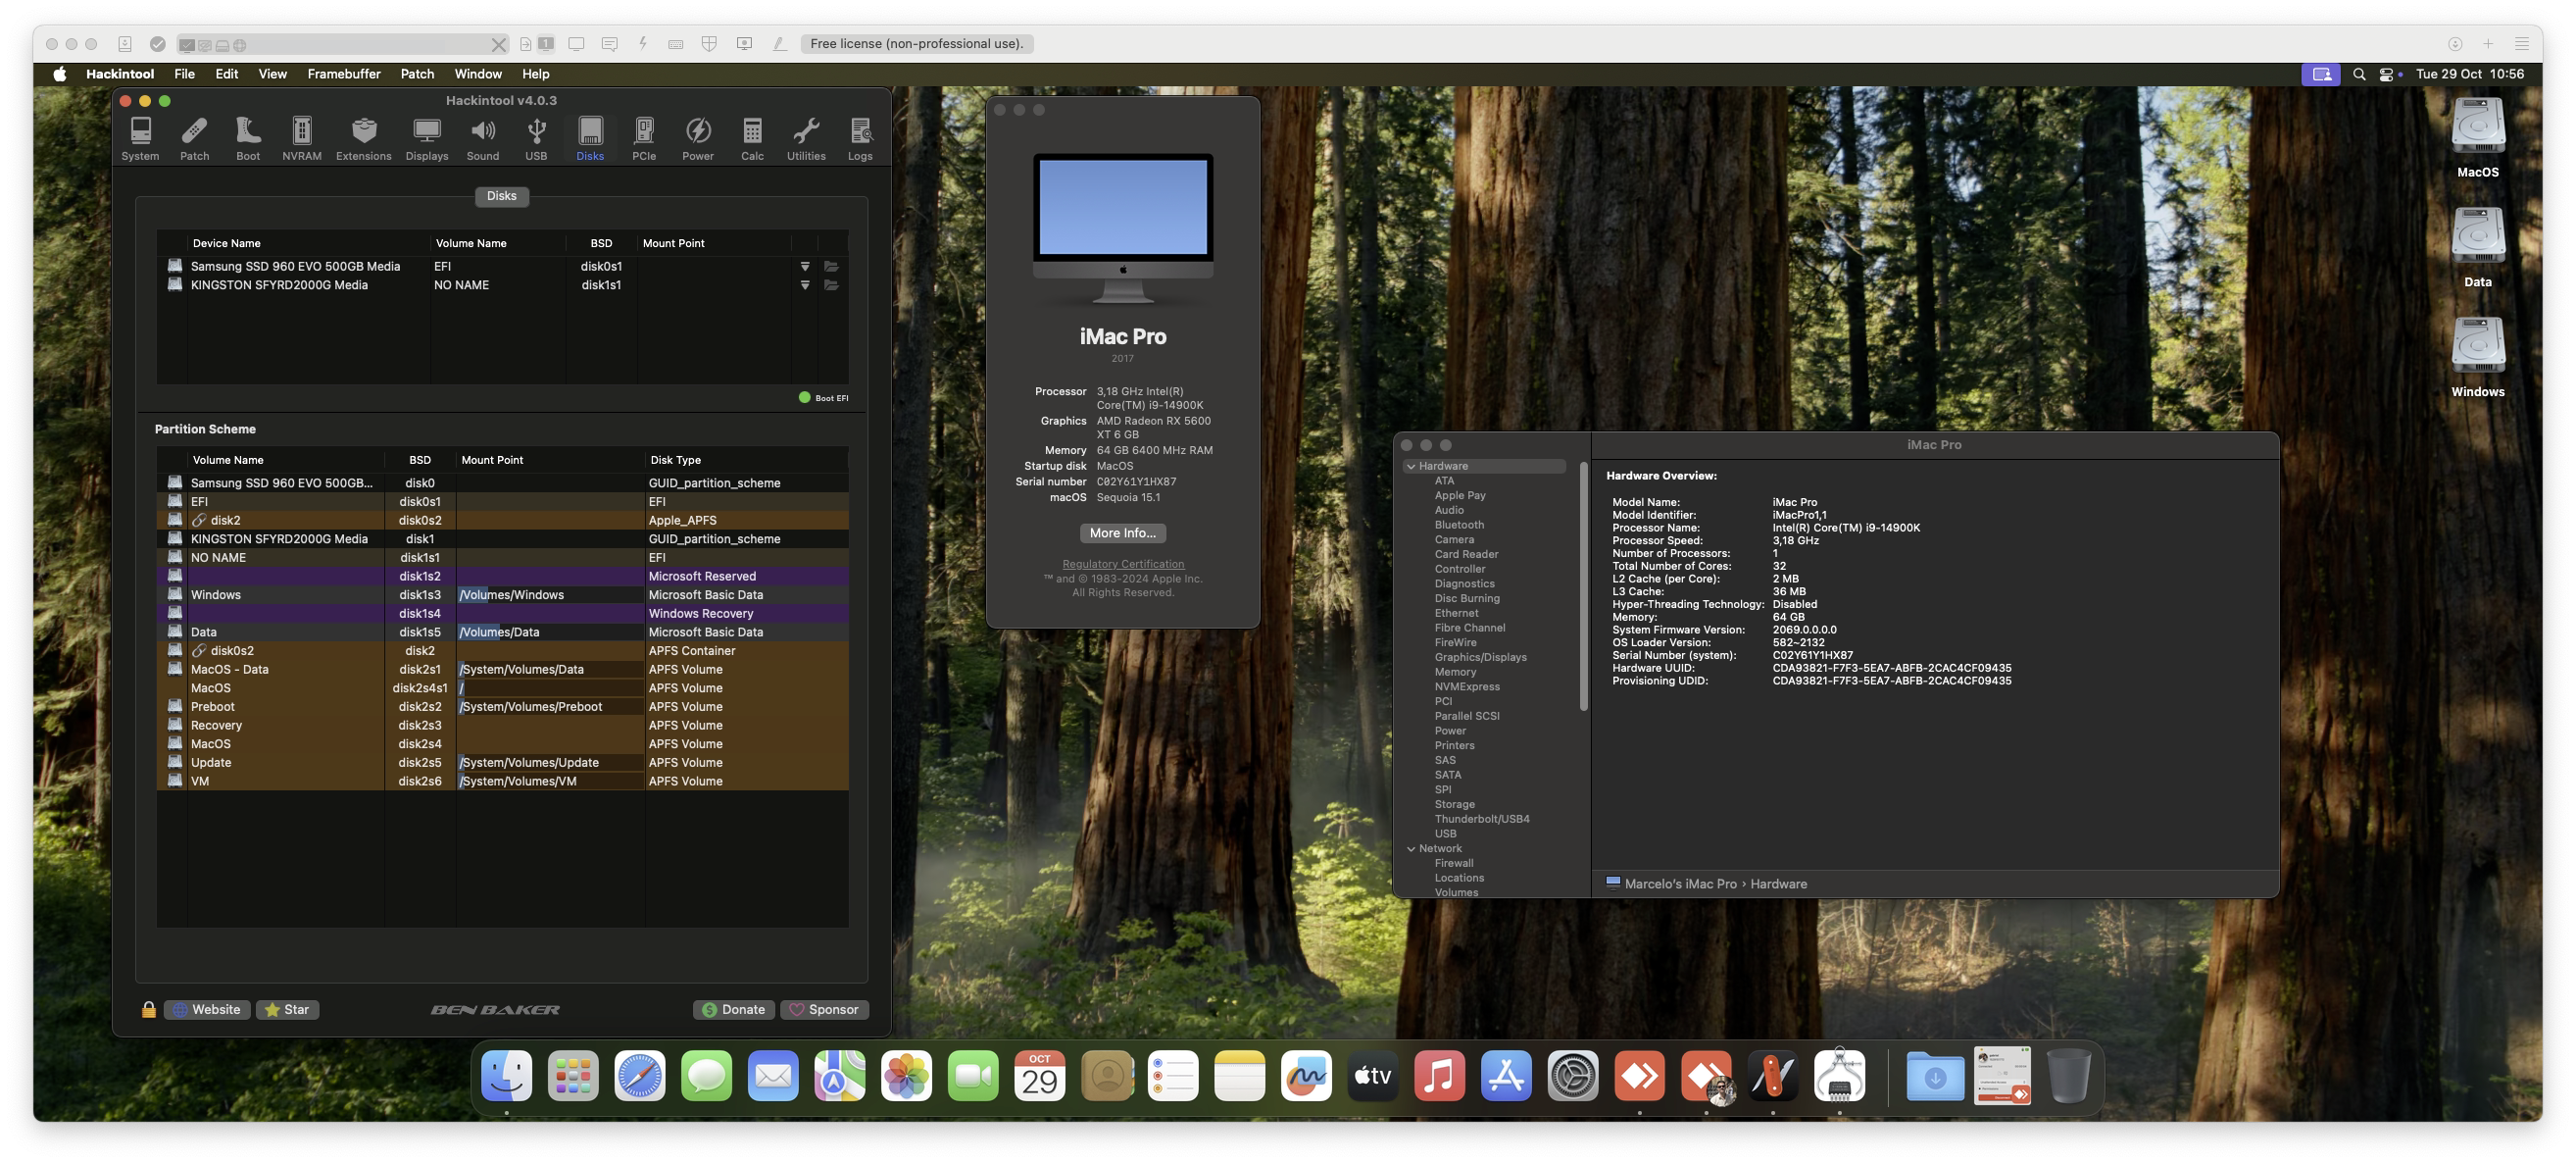 Free license (non-professional use).
Hackintool File Edit View Framebuffer Patch Window Help
Tue 29 Oct 10:56
Hackintool v4.0.3
System Patch Boot NVRAM Extensions Displays Sound USB Disks PCIe Power Calc Utilities Logs
Disks
Device Name Volume Name BSD Mount Point
Samsung SSD 960 EVO 500GB Media EFI disk0s1
KINGSTON SFYRD2000G Media NO NAME disk1s1
Boot EFI
Partition Scheme
Volume Name BSD Mount Point Disk Type
Samsung SSD 960 EVO 500GB... disk0 GUID_partition_scheme
EFI disk0s1 EFI
disk2 disk0s2 Apple_APFS
KINGSTON SFYRD2000G Media disk1 GUID_partition_scheme
NO NAME disk1s1 EFI
disk1s2 Microsoft Reserved
Windows disk1s3 /Volumes/Windows Microsoft Basic Data
disk1s4 Windows Recovery
Data disk1s5 /Volumes/Data Microsoft Basic Data
disk0s2 disk2 APFS Container
MacOS - Data disk2s1 /System/Volumes/Data APFS Volume
MacOS disk2s4s1 / APFS Volume
Preboot disk2s2 /System/Volumes/Preboot APFS Volume
Recovery disk2s3 APFS Volume
MacOS disk2s4 APFS Volume
Update disk2s5 /System/Volumes/Update APFS Volume
VM disk2s6 /System/Volumes/VM APFS Volume
Website Star BEN BAKER Donate Sponsor
iMac Pro
2017
Processor 3,18 GHz Intel(R)
Core(TM) i9-14900K
Graphics AMD Radeon RX 5600
XT 6 GB
Memory 64 GB 6400 MHz RAM
Startup disk MacOS
Serial number C02Y61Y1HX87
macOS Sequoia 15.1
More Info...
Regulatory Certification
™ and © 1983-2024 Apple Inc.
All Rights Reserved.
iMac Pro
Hardware
ATA
Apple Pay
Audio
Bluetooth
Camera
Card Reader
Controller
Diagnostics
Disc Burning
Ethernet
Fibre Channel
FireWire
Graphics/Displays
Memory
NVMExpress
PCI
Parallel SCSI
Power
Printers
SAS
SATA
SPI
Storage
Thunderbolt/USB4
USB
Network
Firewall
Locations
Volumes
Hardware Overview:
Model Name: iMac Pro
Model Identifier: iMacPro1,1
Processor Name: Intel(R) Core(TM) i9-14900K
Processor Speed: 3,18 GHz
Number of Processors: 1
Total Number of Cores: 32
L2 Cache (per Core): 2 MB
L3 Cache: 36 MB
Hyper-Threading Technology: Disabled
Memory: 64 GB
System Firmware Version: 2069.0.0.0.0
OS Loader Version: 582~2132
Serial Number (system): C02Y61Y1HX87
Hardware UUID: CDA93821-F7F3-5EA7-ABFB-2CAC4CF09435
Provisioning UDID: CDA93821-F7F3-5EA7-ABFB-2CAC4CF09435
Marcelo's iMac Pro › Hardware
MacOS
Data
Windows
OCT
29
tv